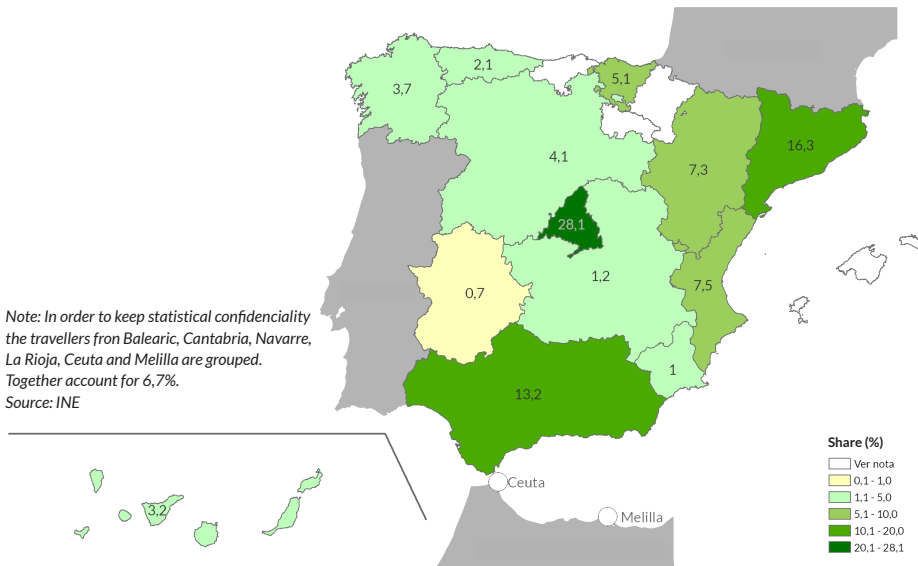 2,1
5,1
3,7
16,3
4,1
7,3
28,1
1,2
7,5
0,7
Note: In order to keep statistical confidenciality
the travellers fron Balearic, Cantabria, Navarre,
La Rioja, Ceuta and Melilla are grouped.
Together account for 6,7%.
Source: INE
1
13,2
Share (%)
Ver nota
0,1 - 1,0
1,1 - 5,0
5,1 - 10,0
10,1 - 20,0
20,1 - 28,1
Ceuta
3,2
Melilla